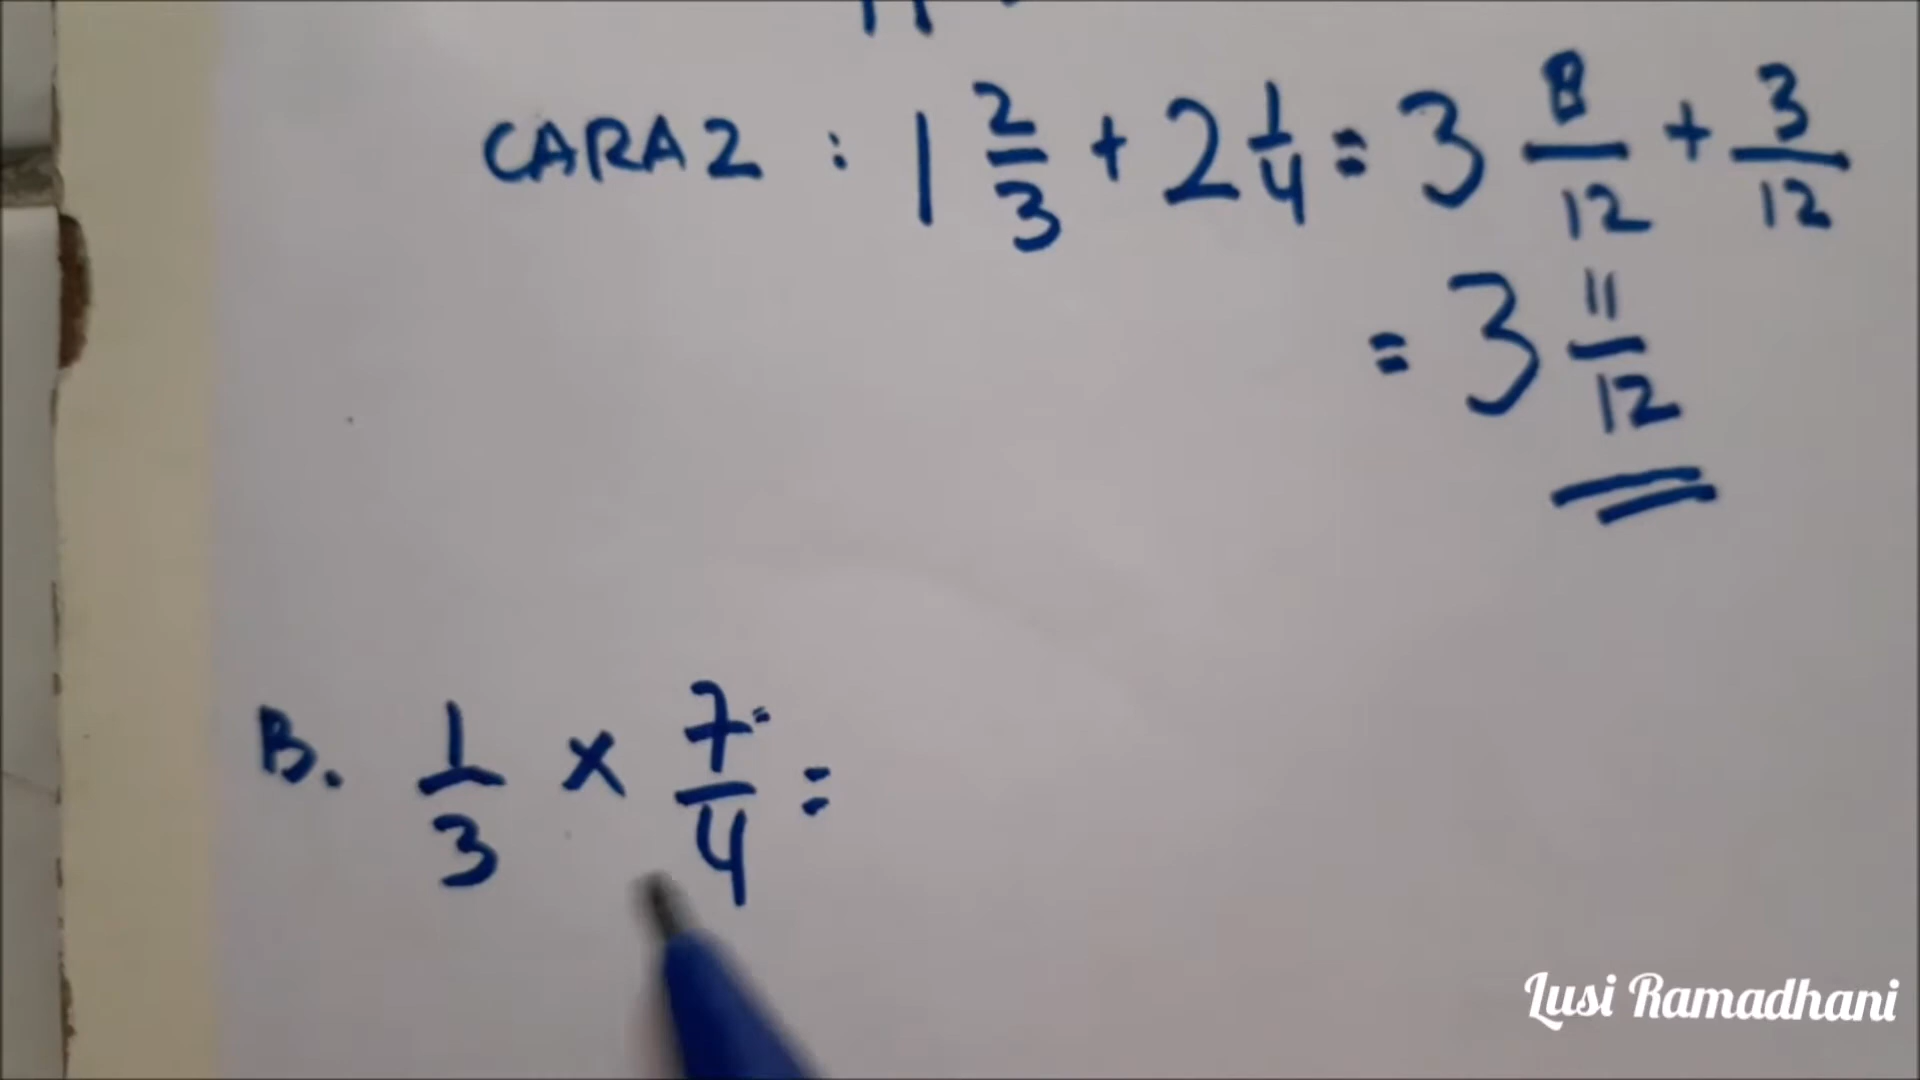 CARA 2 : 1 2/3 + 2 1/4 = 3 8/12 + 3/12
= 3 11/12
B. 1/3 x 7/4 =
Lusi Ramadhani